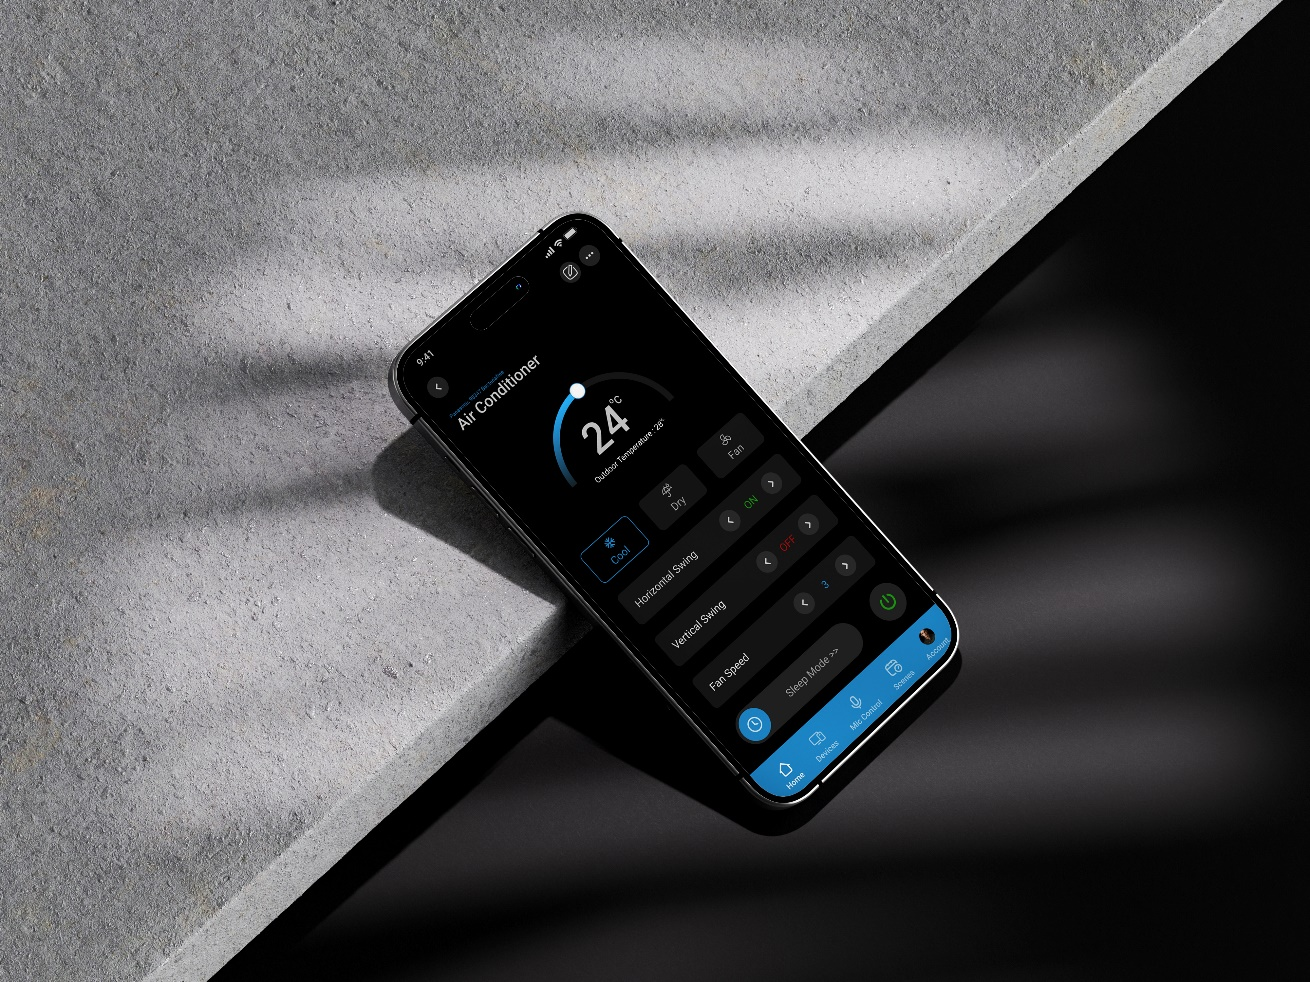 9:41
Air Conditioner
24°C
Outdoor Temperature : 28°
Cool
Dry
Fan
Horizontal Swing
ON
Vertical Swing
OFF
Fan Speed
3
Sleep Mode >>
Home
Devices
Mic Control
Scenes
Account